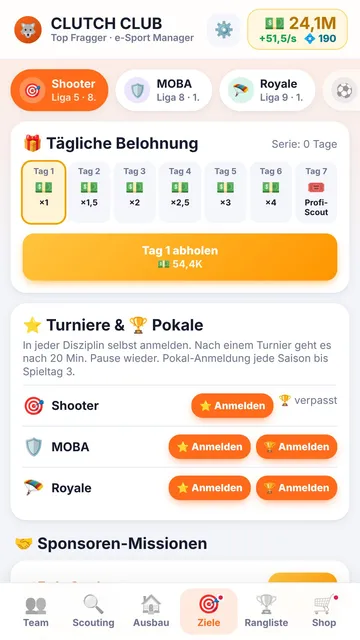 CLUTCH CLUB
Top Fragger · e-Sport Manager
24,1M
+51,5/s 190
Shooter
Liga 5 · 8.
MOBA
Liga 8 · 1.
Royale
Liga 9 · 1.
Tägliche Belohnung
Serie: 0 Tage
Tag 1
×1
Tag 2
×1,5
Tag 3
×2
Tag 4
×2,5
Tag 5
×3
Tag 6
×4
Tag 7
Profi-
Scout
Tag 1 abholen
54,4K
Turniere & Pokale
In jeder Disziplin selbst anmelden. Nach einem Turnier geht es
nach 20 Min. Pause wieder. Pokal-Anmeldung jede Saison bis
Spieltag 3.
Shooter
Anmelden
verpasst
MOBA
Anmelden
Anmelden
Royale
Anmelden
Anmelden
Sponsoren-Missionen
Team
Scouting
Ausbau
Ziele
Rangliste
Shop